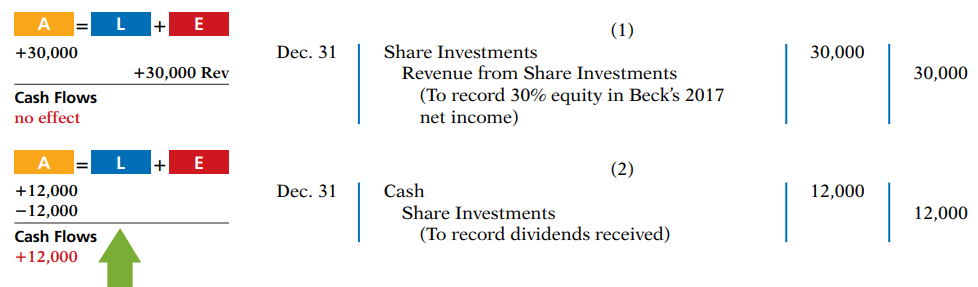 A = L + E
+30,000
+30,000 Rev
Cash Flows
no effect
(1)
Dec. 31 Share Investments 30,000
Revenue from Share Investments 30,000
(To record 30% equity in Beck’s 2017
net income)
A = L + E
+12,000
−12,000
Cash Flows
+12,000
(2)
Dec. 31 Cash 12,000
Share Investments 12,000
(To record dividends received)